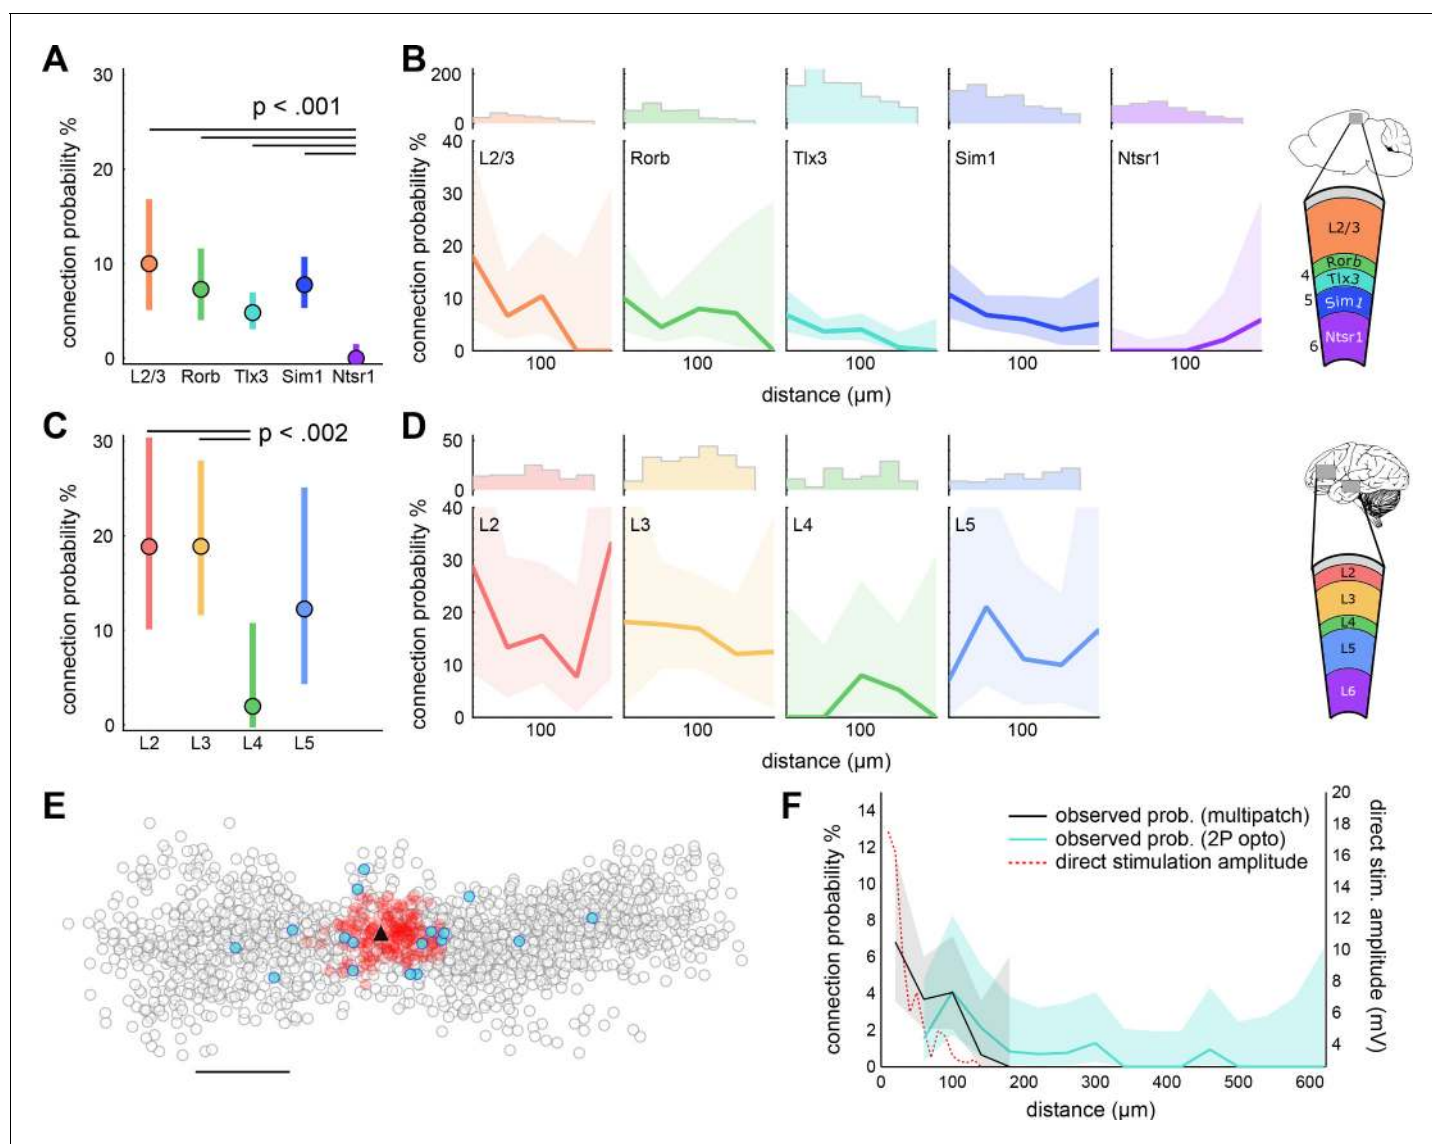 A
30
20
10
0
connection probability %
p < .001
L2/3 Rorb Tlx3 Sim1 Ntsr1
B
200
0
40
30
20
10
0
connection probability %
L2/3
Rorb
Tlx3
Sim1
Ntsr1
100 100 100 100 100
distance (µm)
L2/3
Rorb
4
Tlx3
5
Sim1
Ntsr1
6
C
30
20
10
0
connection probability %
p < .002
L2 L3 L4 L5
D
50
0
40
30
20
10
0
connection probability %
L2
L3
L4
L5
100 100 100 100
distance (µm)
L2
L3
L4
L5
L6
E
F
14
12
10
8
6
4
2
0
connection probability %
observed prob. (multipatch)
observed prob. (2P opto)
direct stimulation amplitude
20
16
12
10
8
6
4
direct stim. amplitude (mV)
0 100 200 300 400 500 600
distance (µm)